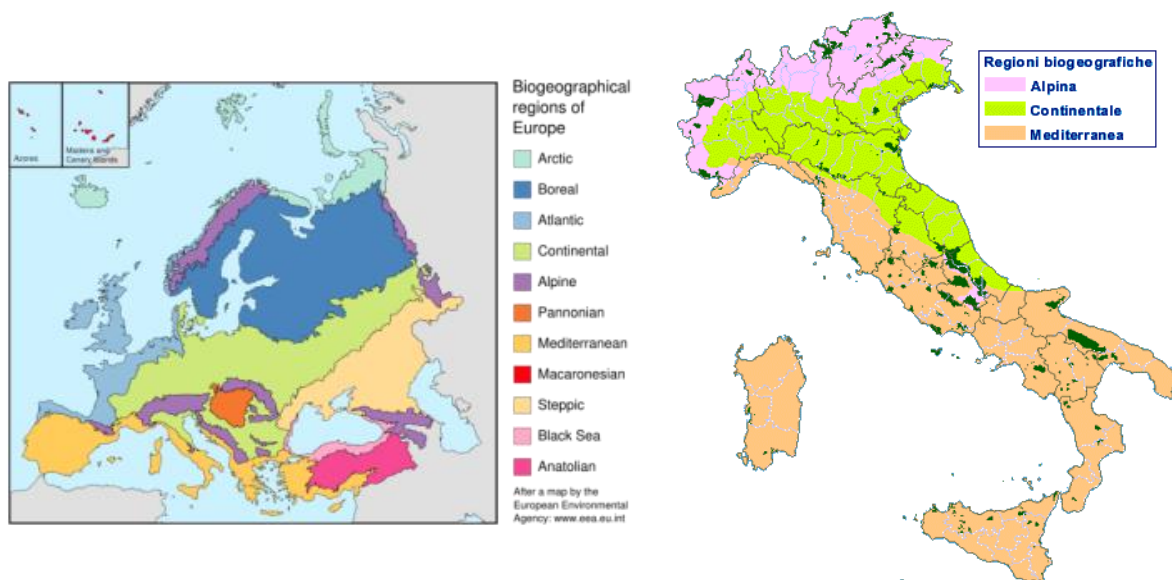 Biogeographical
regions of
Europe
Arctic
Boreal
Atlantic
Continental
Alpine
Pannonian
Mediterranean
Macaronesian
Steppic
Black Sea
Anatolian
After a map by the
European Environmental
Agency: www.eea.eu.int
Azores
Madeira and
Canary Islands
Regioni biogeografiche
Alpina
Continentale
Mediterranea